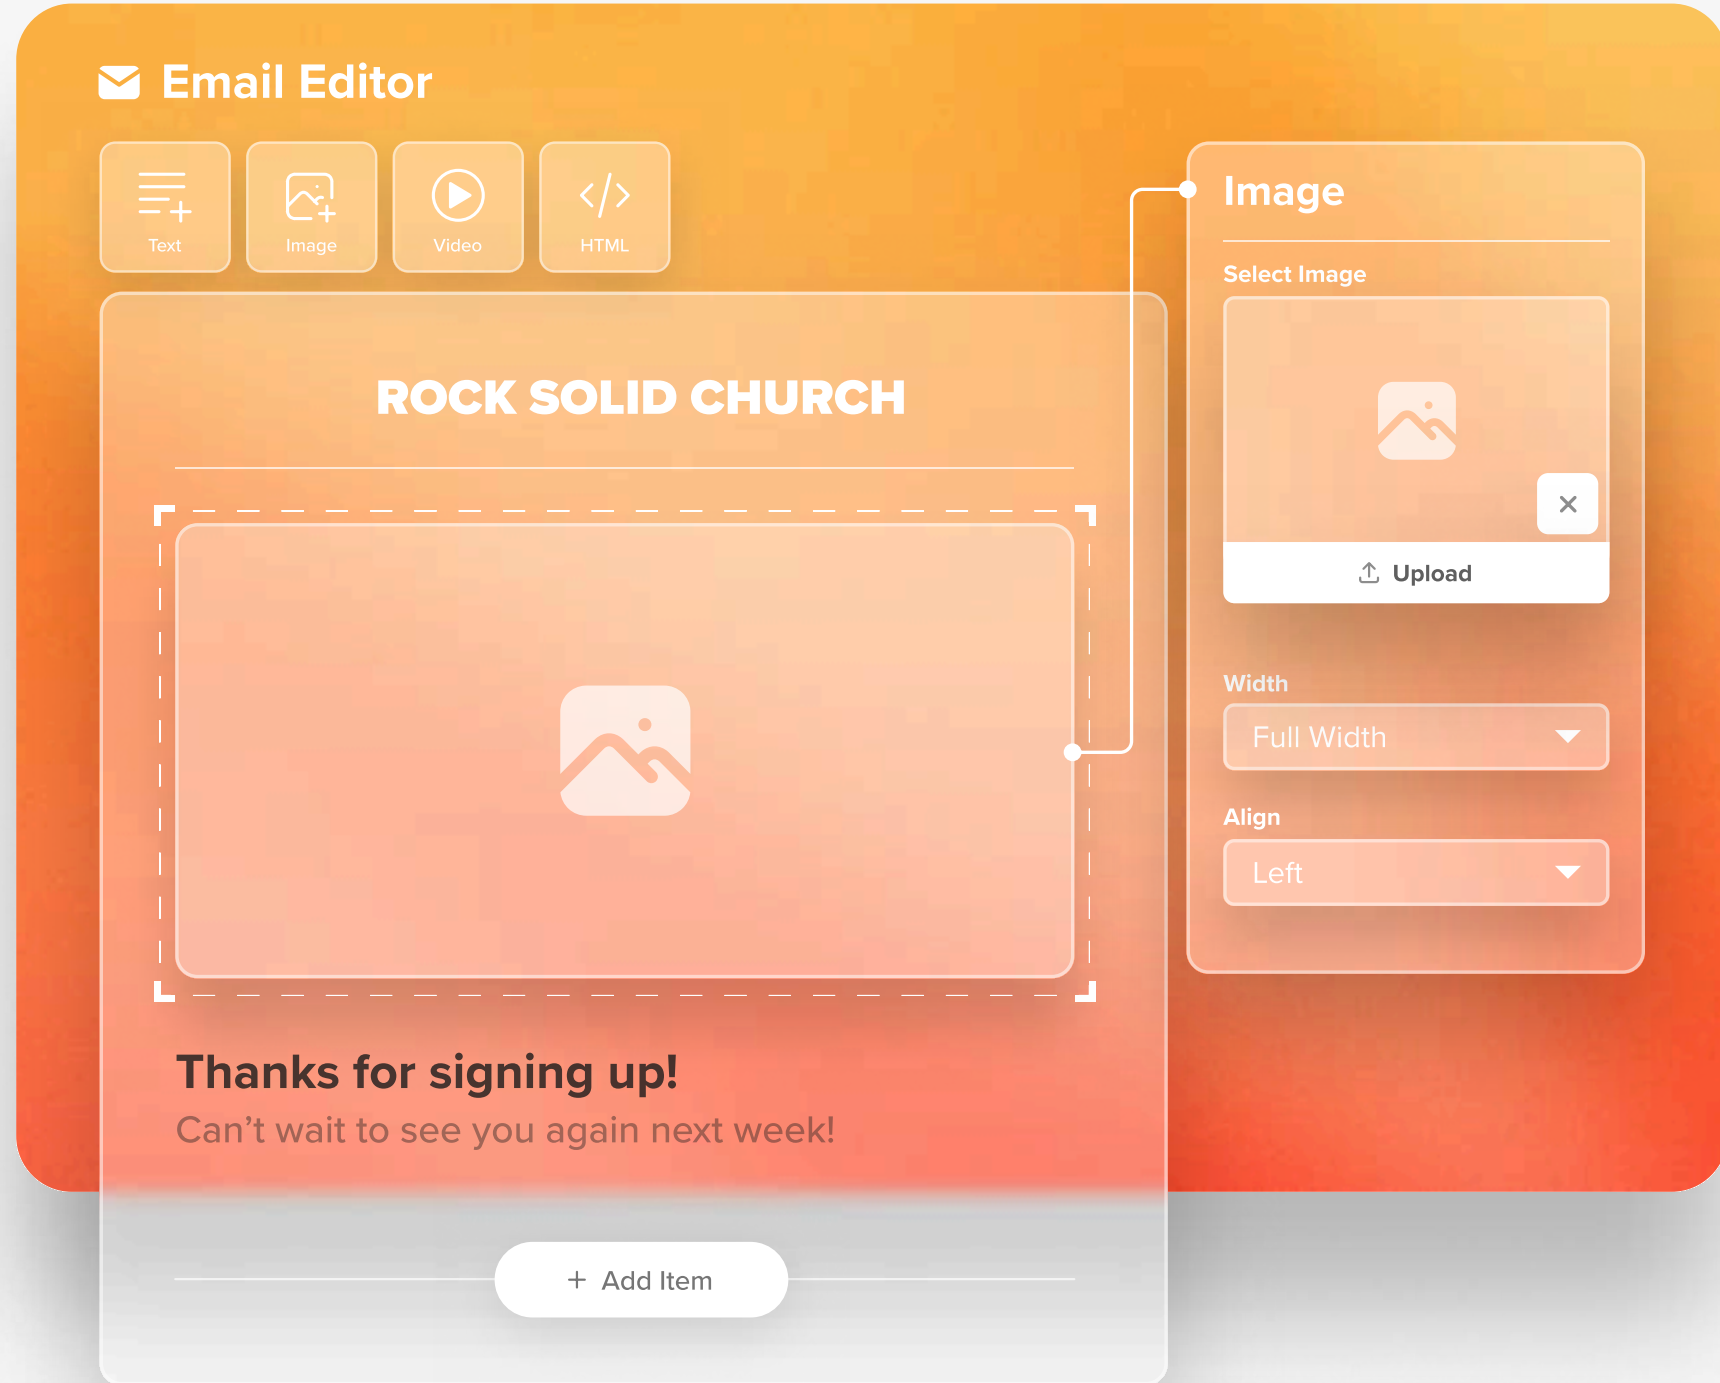 Email Editor
Text
Image
Video
HTML
ROCK SOLID CHURCH
Thanks for signing up!
Can't wait to see you again next week!
+ Add Item
Image
Select Image
Upload
Width
Full Width
Align
Left